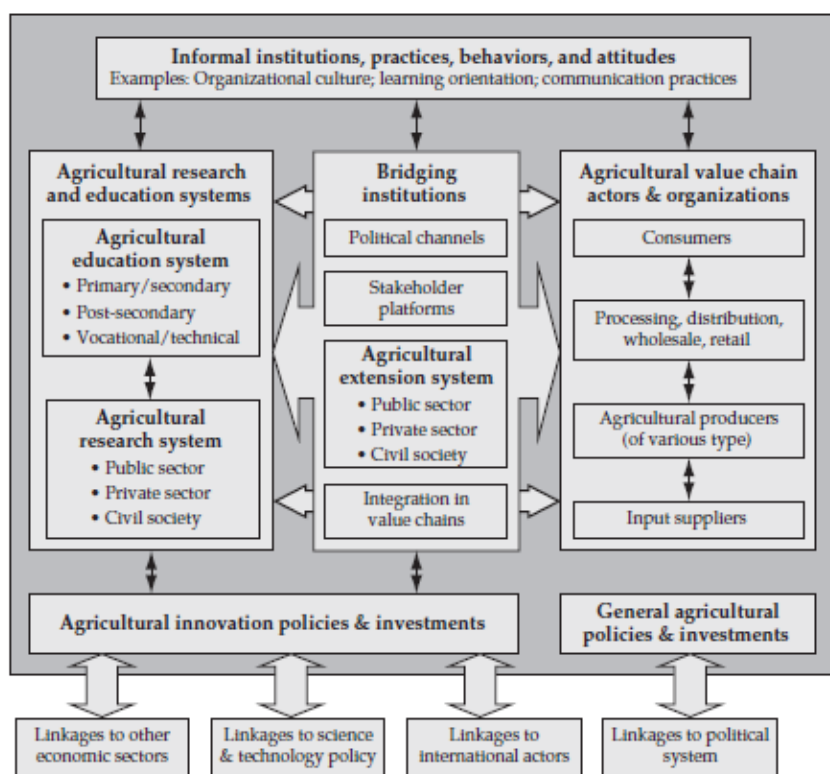 Informal institutions, practices, behaviors, and attitudes
Examples: Organizational culture; learning orientation; communication practices
Agricultural research
and education systems
Agricultural
education system
• Primary/secondary
• Post-secondary
• Vocational/technical
Agricultural
research system
• Public sector
• Private sector
• Civil society
Bridging
institutions
Political channels
Stakeholder
platforms
Agricultural
extension system
• Public sector
• Private sector
• Civil society
Integration in
value chains
Agricultural value chain
actors & organizations
Consumers
Processing, distribution,
wholesale, retail
Agricultural producers
(of various type)
Input suppliers
Agricultural innovation policies & investments
General agricultural
policies & investments
Linkages to other
economic sectors
Linkages to science
& technology policy
Linkages to
international actors
Linkages to political
system